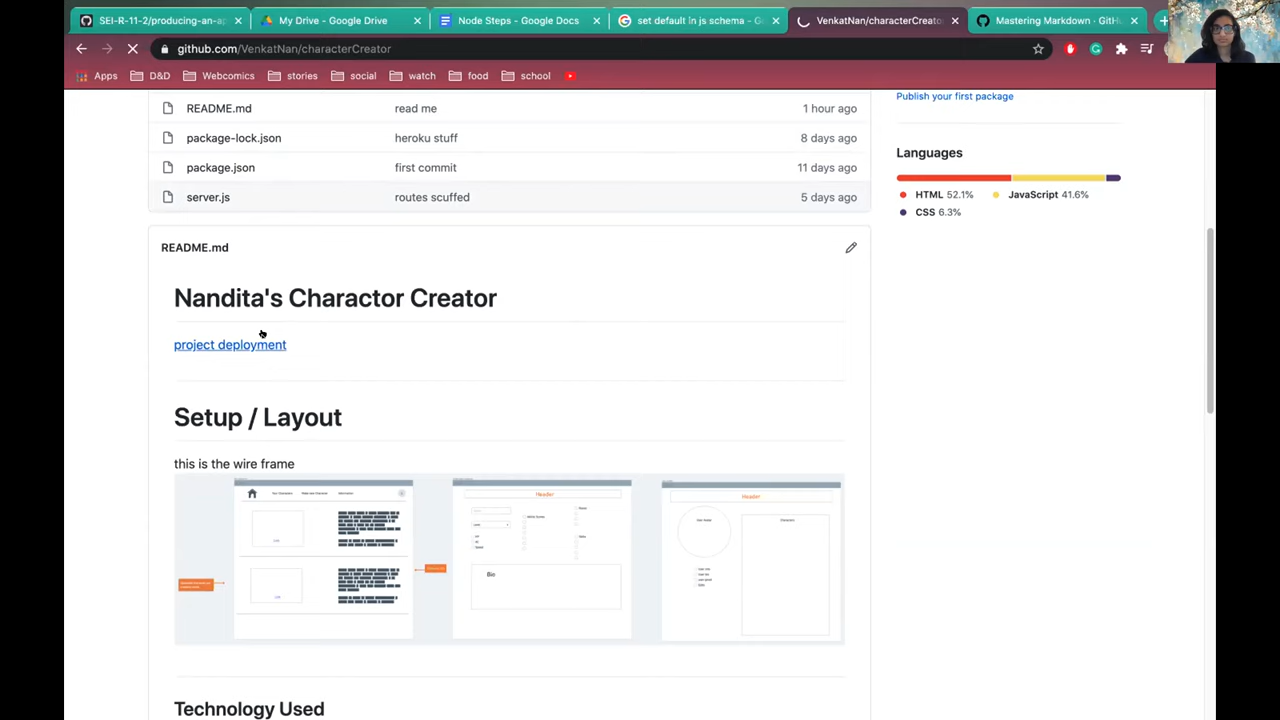 SEI-R-11-2/producing-an-ap
My Drive - Google Drive
Node Steps - Google Docs
set default in js schema - Go
VenkatNan/characterCreator
Mastering Markdown · GitHu
github.com/VenkatNan/characterCreator
Apps D&D Webcomics stories social watch food school
README.md read me 1 hour ago
Publish your first package
package-lock.json heroku stuff 8 days ago
Languages
package.json first commit 11 days ago
HTML 52.1% JavaScript 41.6%
server.js routes scuffed 5 days ago
CSS 6.3%
README.md
Nandita's Charactor Creator
project deployment
Setup / Layout
this is the wire frame
Header
Header
Bio
Technology Used